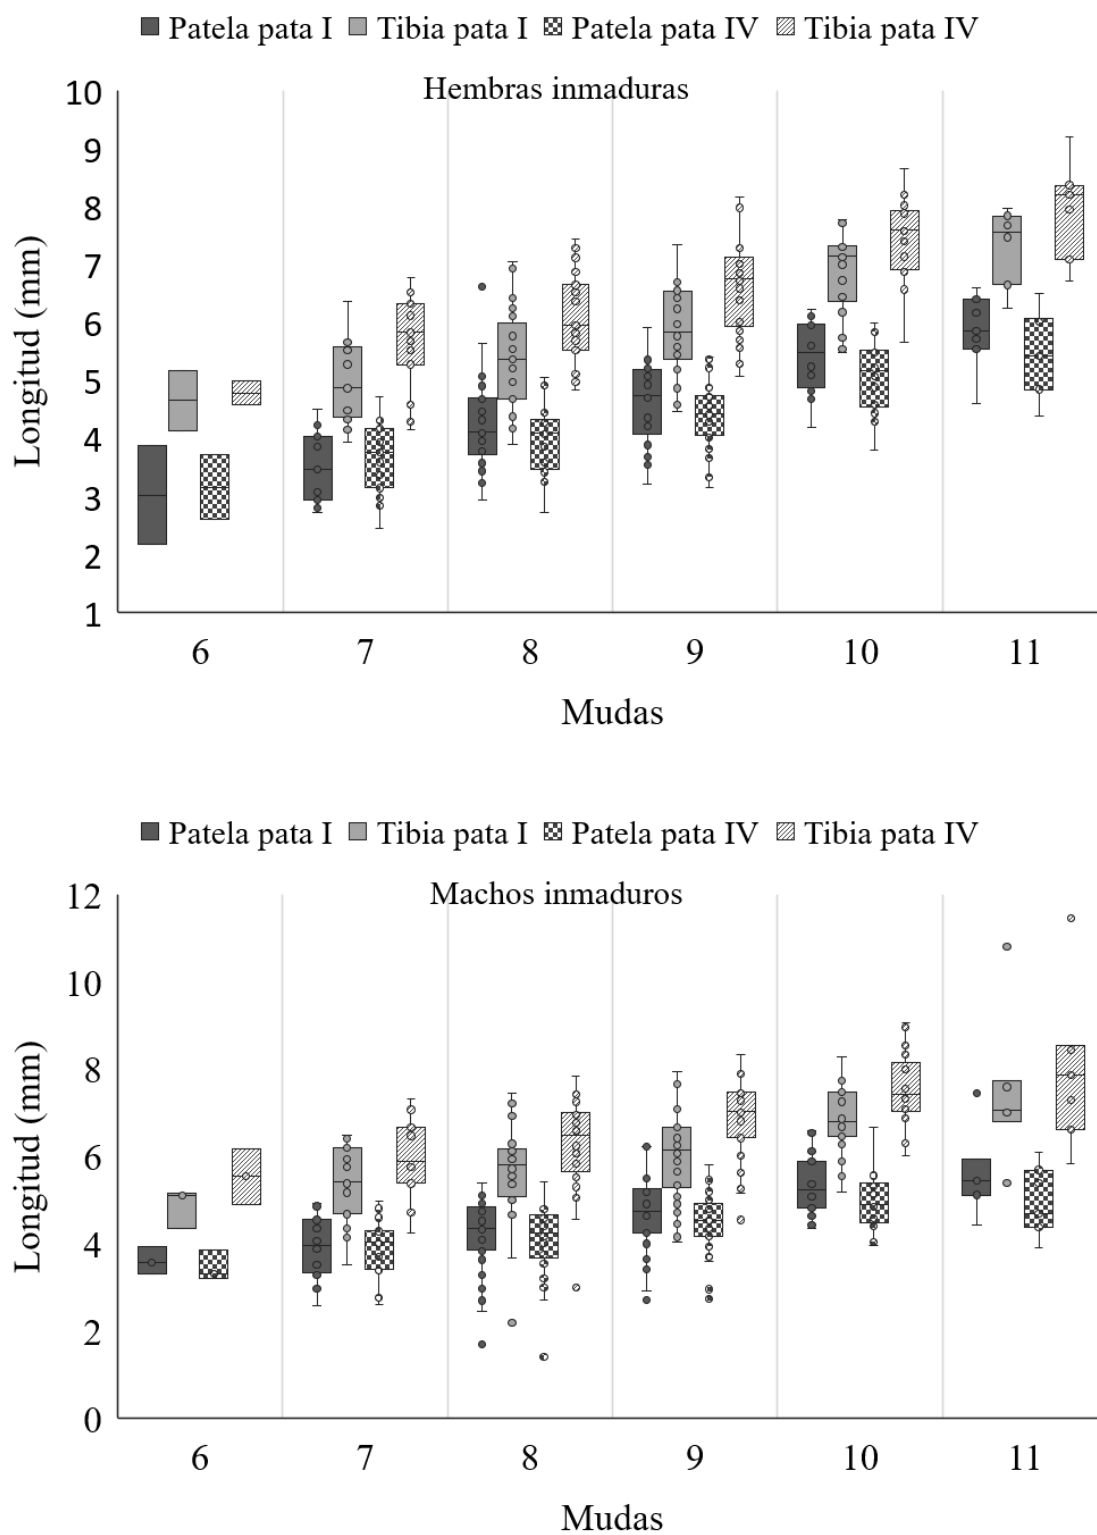 Patela pata I Tibia pata I Patela pata IV Tibia pata IV
Hembras inmaduras
10
9
8
7
6
5
4
3
2
1
Longitud (mm)
6 7 8 9 10 11
Mudas
Patela pata I Tibia pata I Patela pata IV Tibia pata IV
Machos inmaduros
12
10
8
6
4
2
0
Longitud (mm)
6 7 8 9 10 11
Mudas